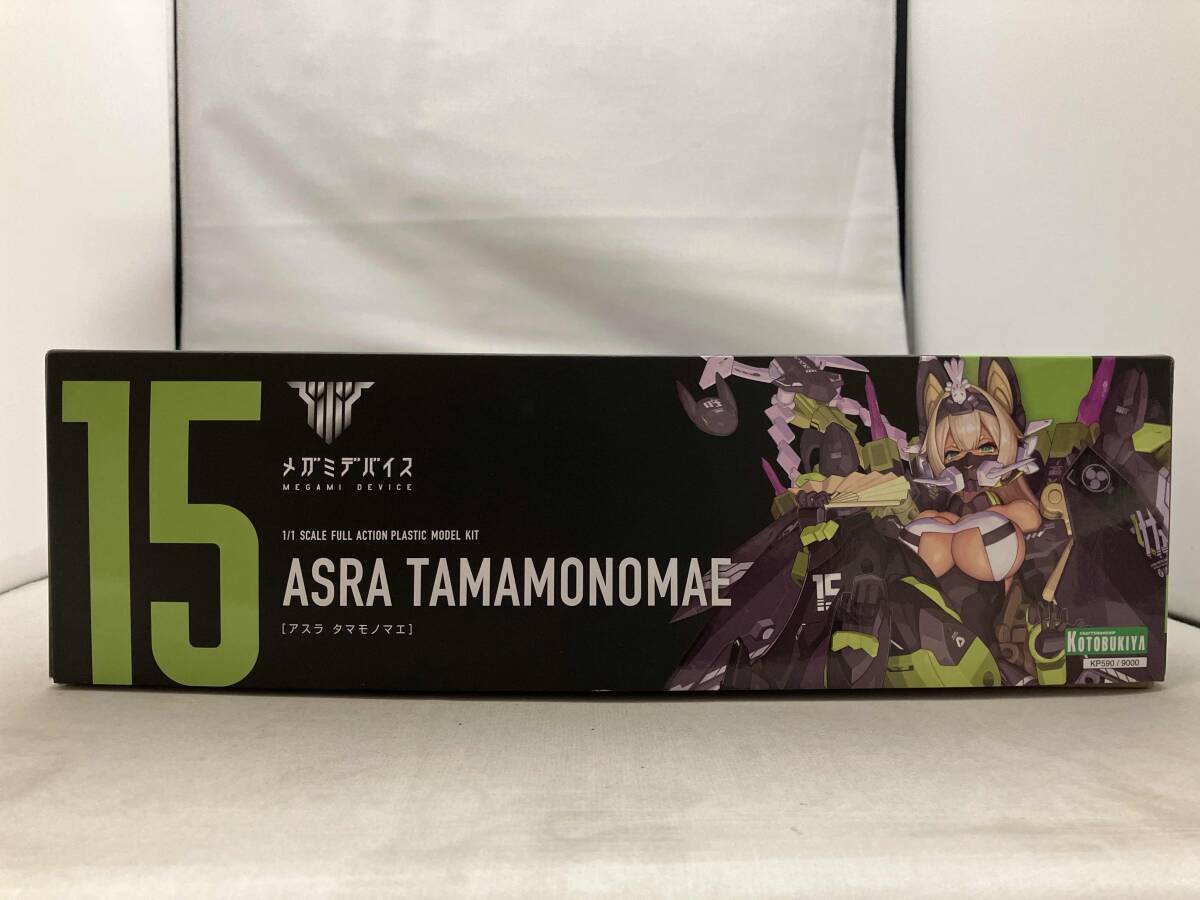 15
メガミデバイス
MEGAMI DEVICE
1/1 SCALE FULL ACTION PLASTIC MODEL KIT
ASRA TAMAMONOMAE
[アスラ タマモノマエ]
15
CRAFTSMANSHIP
KOTOBUKIYA
KP590 / 9000